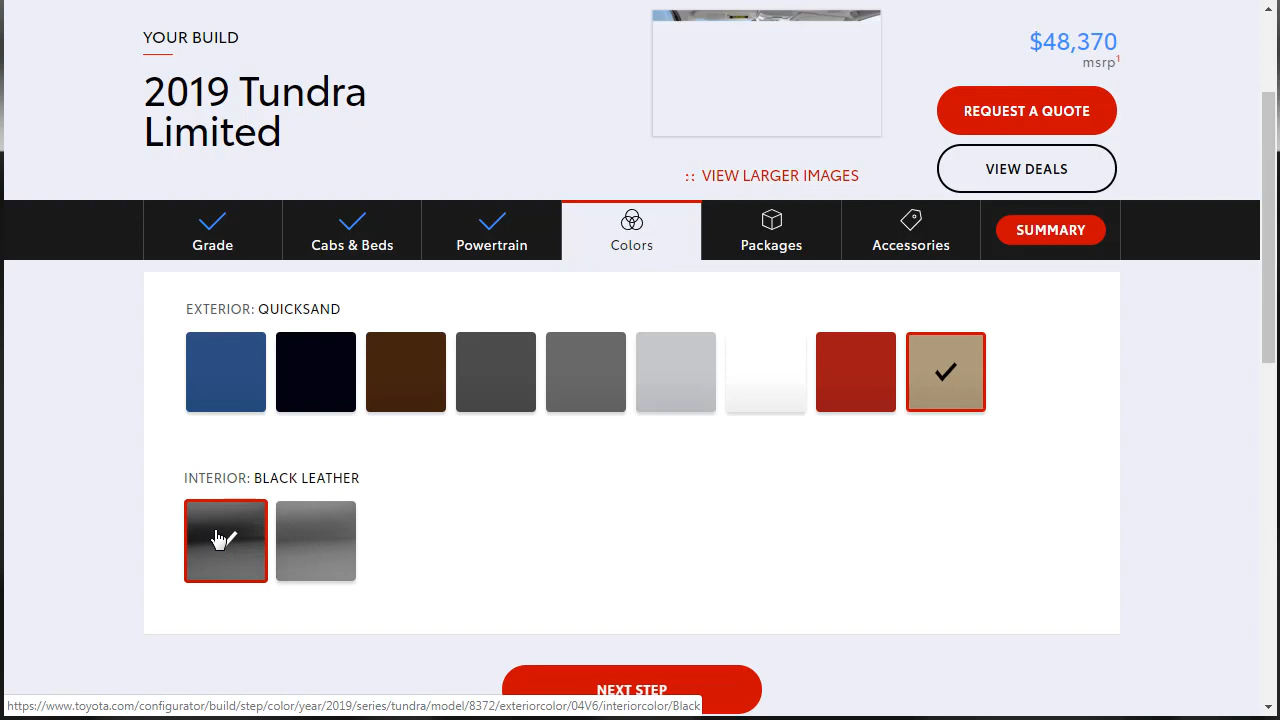 YOUR BUILD
2019 Tundra
Limited
$48,370
msrp1
REQUEST A QUOTE
VIEW DEALS
:: VIEW LARGER IMAGES
Grade
Cabs & Beds
Powertrain
Colors
Packages
Accessories
SUMMARY
EXTERIOR: QUICKSAND
INTERIOR: BLACK LEATHER
NEXT STEP
https://www.toyota.com/configurator/build/step/color/year/2019/series/tundra/model/8372/exteriorcolor/04V6/interiorcolor/Black